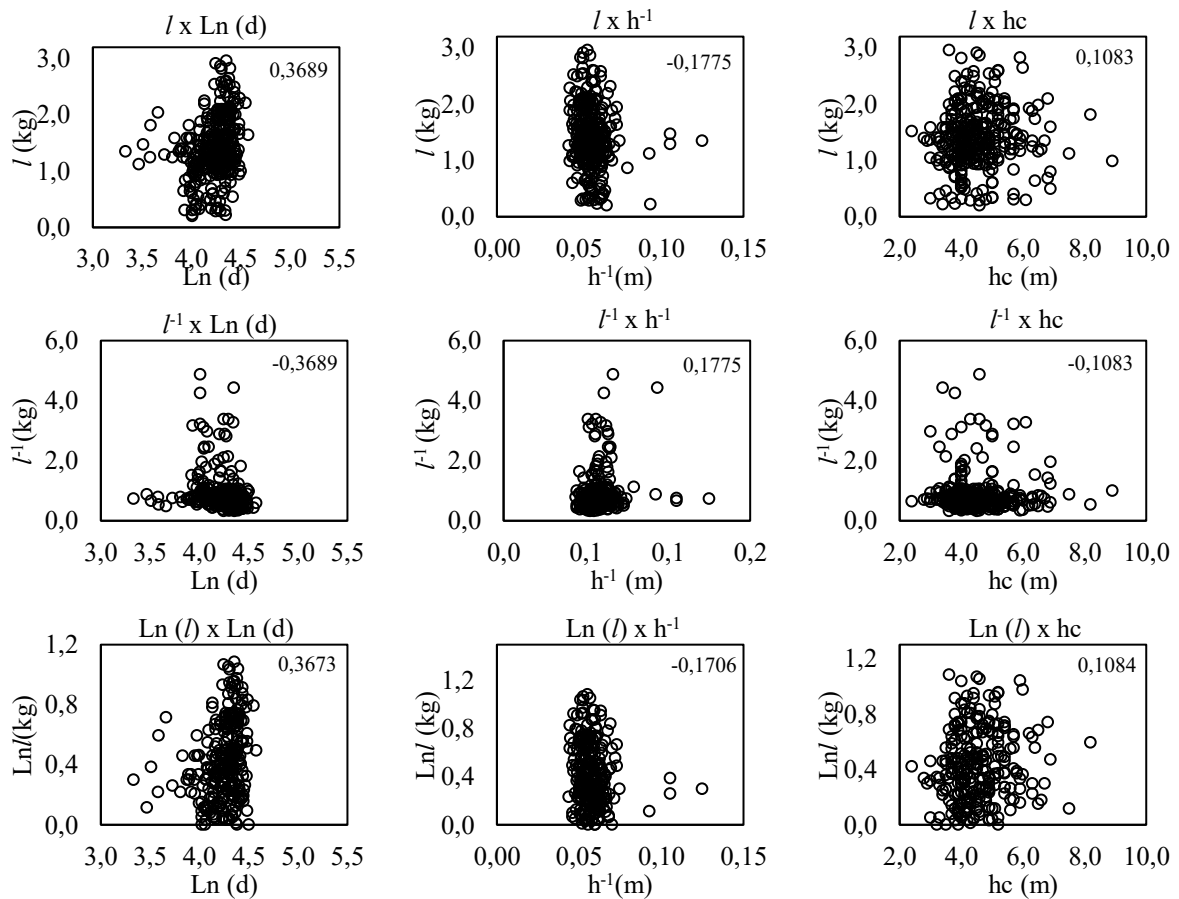 l x Ln (d)
0,3689
3,0
2,0
1,0
0,0
l (kg)
3,0 3,5 4,0 4,5 5,0 5,5
Ln (d)
l x h-1
-0,1775
3,0
2,0
1,0
0,0
l (kg)
0,00 0,05 0,10 0,15
h-1(m)
l x hc
0,1083
3,0
2,0
1,0
0,0
l (kg)
2,0 4,0 6,0 8,0 10,0
hc (m)
l-1 x Ln (d)
-0,3689
6,0
4,0
2,0
0,0
l-1(kg)
3,0 3,5 4,0 4,5 5,0 5,5
Ln (d)
l-1 x h-1
0,1775
6,0
4,0
2,0
0,0
l-1(kg)
0,0 0,1 0,1 0,2
h-1 (m)
l-1 x hc
-0,1083
6,0
4,0
2,0
0,0
l-1 (kg)
2,0 4,0 6,0 8,0 10,0
hc (m)
Ln (l) x Ln (d)
0,3673
1,2
0,8
0,4
0,0
Lnl(kg)
3,0 3,5 4,0 4,5 5,0 5,5
Ln (d)
Ln (l) x h-1
-0,1706
1,2
0,8
0,4
0,0
Lnl (kg)
0,00 0,05 0,10 0,15
h-1(m)
Ln (l) x hc
0,1084
1,2
0,8
0,4
0,0
Lnl (kg)
2,0 4,0 6,0 8,0 10,0
hc (m)